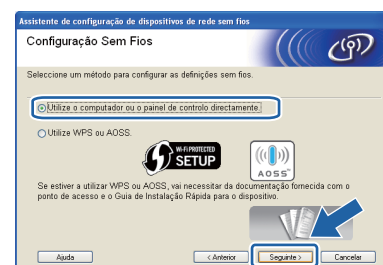 Assistente de configuração de dispositivos de rede sem fios
Configuração Sem Fios
Seleccione um método para configurar as definições sem fios.
Utilize o computador ou o painel de controlo directamente.
Utilize WPS ou AOSS.
WI-FI PROTECTED
SETUP
AOSS™
Se estiver a utilizar WPS ou AOSS, vai necessitar da documentação fornecida com o
ponto de acesso e o Guia de Instalação Rápida para o dispositivo.
Ajuda
< Anterior
Seguinte >
Cancelar